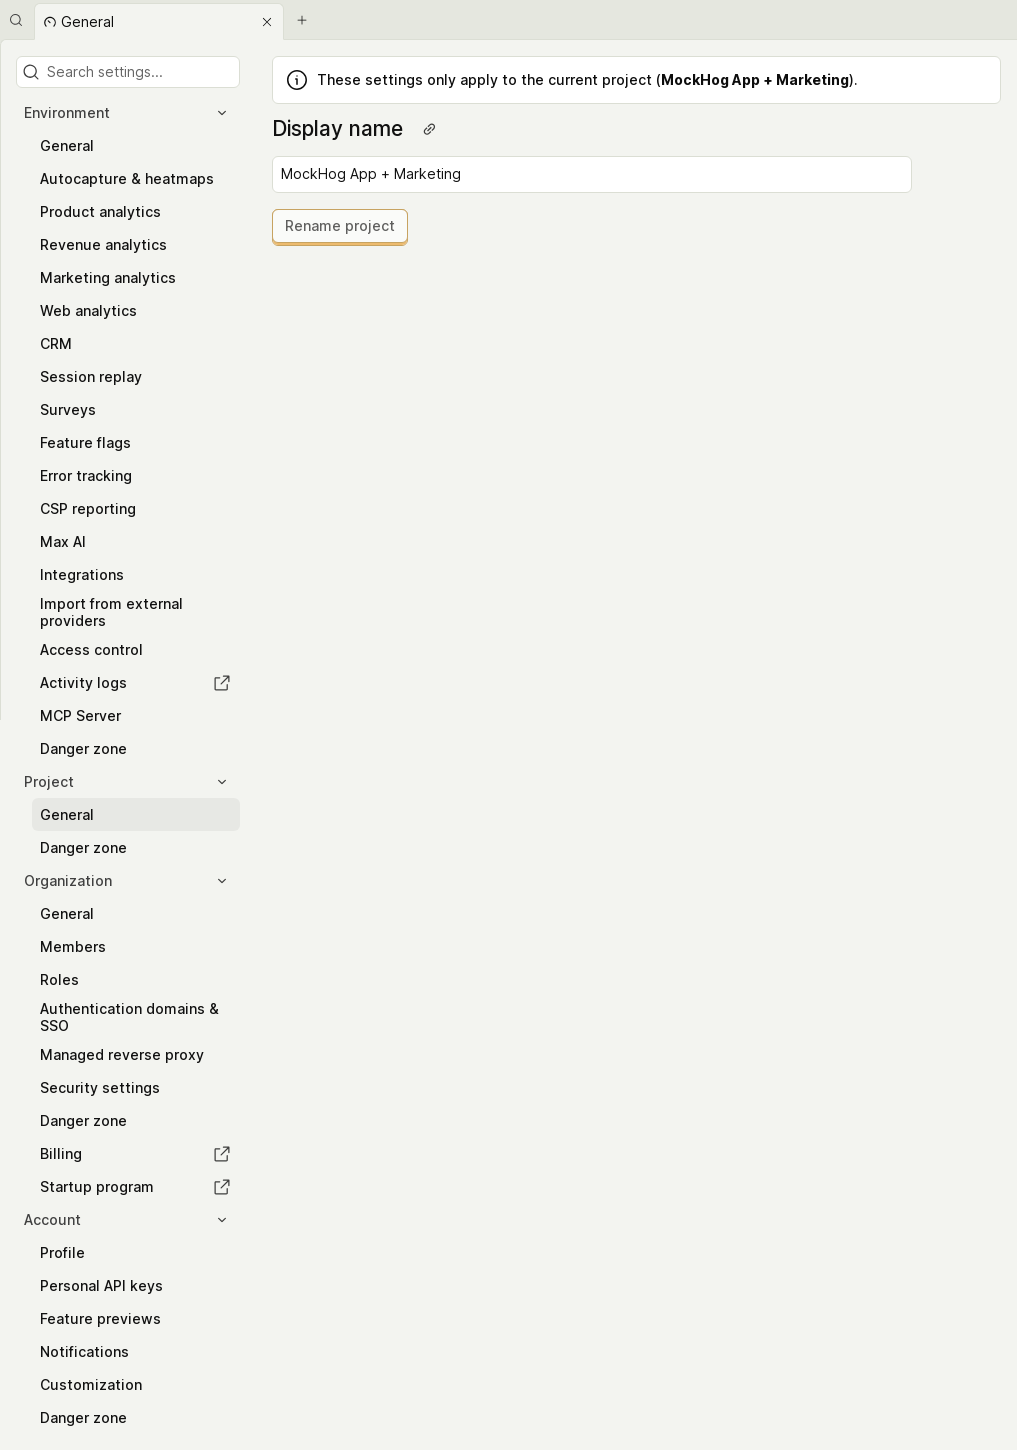 General
Search settings...
These settings only apply to the current project (MockHog App + Marketing).
Environment
General
Autocapture & heatmaps
Product analytics
Revenue analytics
Marketing analytics
Web analytics
CRM
Session replay
Surveys
Feature flags
Error tracking
CSP reporting
Max AI
Integrations
Import from external
providers
Access control
Activity logs
MCP Server
Danger zone
Project
General
Danger zone
Organization
General
Members
Roles
Authentication domains &
SSO
Managed reverse proxy
Security settings
Danger zone
Billing
Startup program
Account
Profile
Personal API keys
Feature previews
Notifications
Customization
Danger zone
Display name
MockHog App + Marketing
Rename project